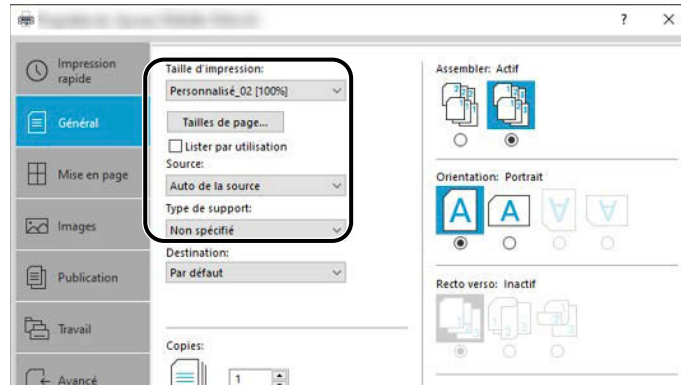 Impression
rapide
Général
Mise en page
Images
Publication
Travail
Avancé
Taille d'impression:
Personnalisé_02 [100%]
Tailles de page...
Lister par utilisation
Source:
Auto de la source
Type de support:
Non spécifié
Destination:
Par défaut
Copies:
1
Assembler: Actif
Orientation: Portrait
Recto verso: Inactif